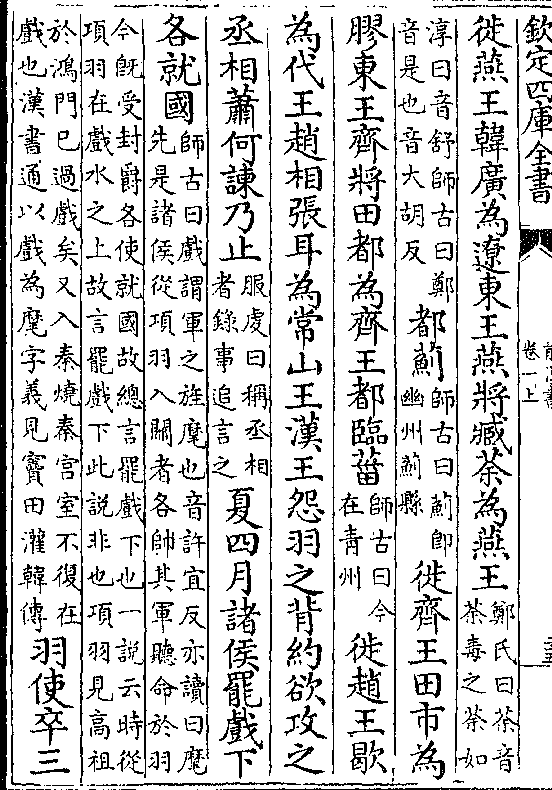 欽定四庫全書
卷一上
徙燕王韓廣為遼東王燕將臧荼為燕王
鄭氏曰荼音
荼毒之荼如
淳曰音舒師古曰鄭
音是也音大胡反
都薊
師古曰薊即
幽州薊縣
徙齊王田市為
膠東王齊將田都為齊王都臨菑
師古曰今
在青州
徙趙王歇
為代王趙相張耳為常山王漢王怨羽之背約欲攻之
丞相蕭何諫乃止
服虔曰稱丞相
者錄事追言之
夏四月諸侯罷戲下
各就國
師古曰戲謂軍之旌麾也音許宜反亦讀曰麾
先是諸侯從項羽入關者各帥其軍聽命於羽
今既受封爵各使就國故總言罷戲下也一說云時從
項羽在戲水之上故言罷戲下此說非也項羽見高祖
於鴻門已過戲矣又入秦燒秦宮室不復在
戲也漢書通以戲為麾字義見竇田灌韓傳
羽使卒三